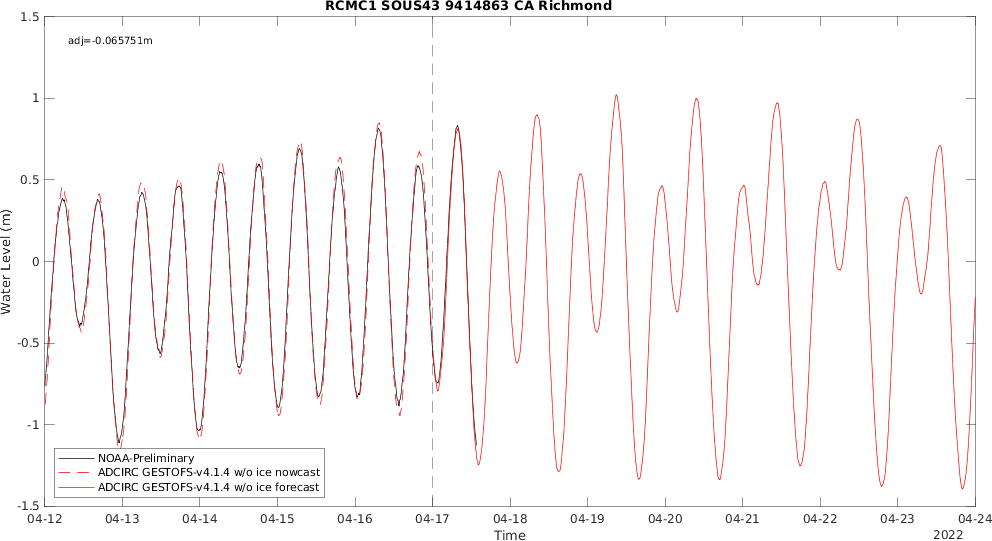 RCMC1 SOUS43 9414863 CA Richmond
adj=-0.065751m
1.5
1
0.5
0
-0.5
-1
-1.5
Water Level (m)
NOAA-Preliminary
ADCIRC GESTOFS-v4.1.4 w/o ice nowcast
ADCIRC GESTOFS-v4.1.4 w/o ice forecast
04-12 04-13 04-14 04-15 04-16 04-17 04-18 04-19 04-20 04-21 04-22 04-23 04-24
Time
2022